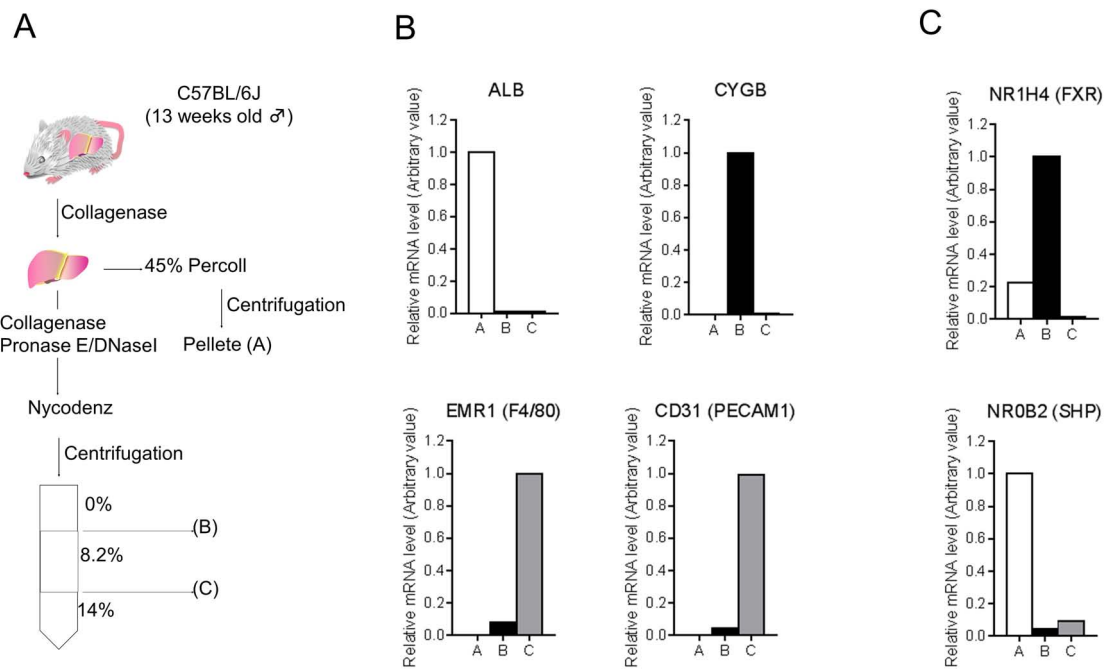 A
B
C
C57BL/6J
(13 weeks old ♂)
Collagenase
45% Percoll
Centrifugation
Pellete (A)
Collagenase
Pronase E/DNaseI
Nycodenz
Centrifugation
0%
(B)
8.2%
(C)
14%
ALB
Relative mRNA level (Arbitrary value)
1.2
1.0
0.8
0.6
0.4
0.2
0.0
A B C
CYGB
Relative mRNA level (Arbitrary value)
1.2
1.0
0.8
0.6
0.4
0.2
0.0
A B C
EMR1 (F4/80)
Relative mRNA level (Arbitrary value)
1.2
1.0
0.8
0.6
0.4
0.2
0.0
A B C
CD31 (PECAM1)
Relative mRNA level (Arbitrary value)
1.2
1.0
0.8
0.6
0.4
0.2
0.0
A B C
NR1H4 (FXR)
Relative mRNA level (Arbitrary value)
1.2
1.0
0.8
0.6
0.4
0.2
0.0
A B C
NR0B2 (SHP)
Relative mRNA level (Arbitrary value)
1.2
1.0
0.8
0.6
0.4
0.2
0.0
A B C